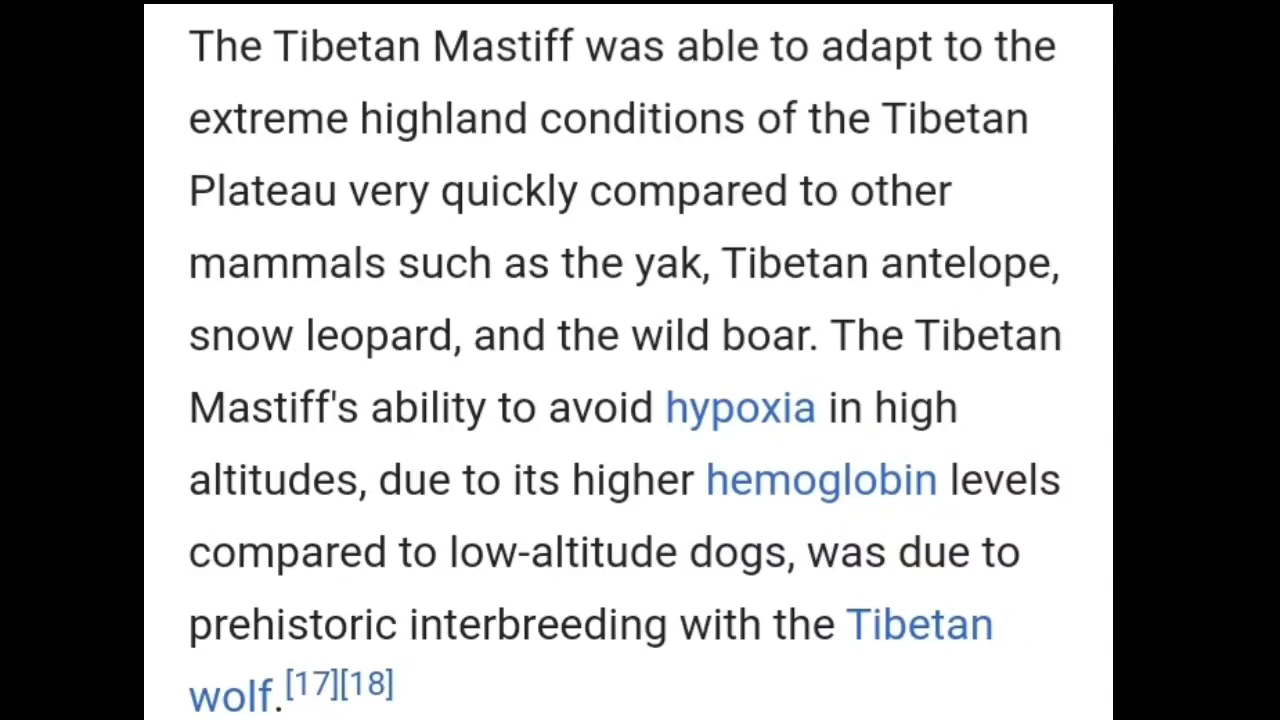 The Tibetan Mastiff was able to adapt to the
extreme highland conditions of the Tibetan
Plateau very quickly compared to other
mammals such as the yak, Tibetan antelope,
snow leopard, and the wild boar. The Tibetan
Mastiff's ability to avoid hypoxia in high
altitudes, due to its higher hemoglobin levels
compared to low-altitude dogs, was due to
prehistoric interbreeding with the Tibetan
wolf.[17][18]